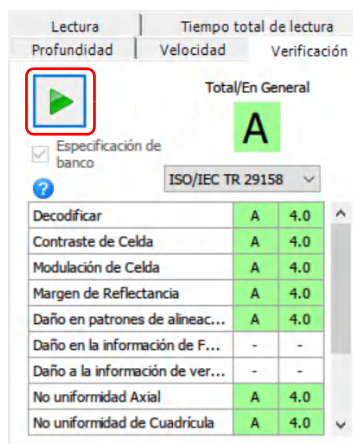 Lectura Tiempo total de lectura
Profundidad Velocidad Verificación
Total/En General
A
Especificación de
banco
ISO/IEC TR 29158
?
Decodificar A 4.0
Contraste de Celda A 4.0
Modulación de Celda A 4.0
Margen de Reflectancia A 4.0
Daño en patrones de alineac... A 4.0
Daño en la información de F... - -
Daño a la información de ver... - -
No uniformidad Axial A 4.0
No uniformidad de Cuadrícula A 4.0